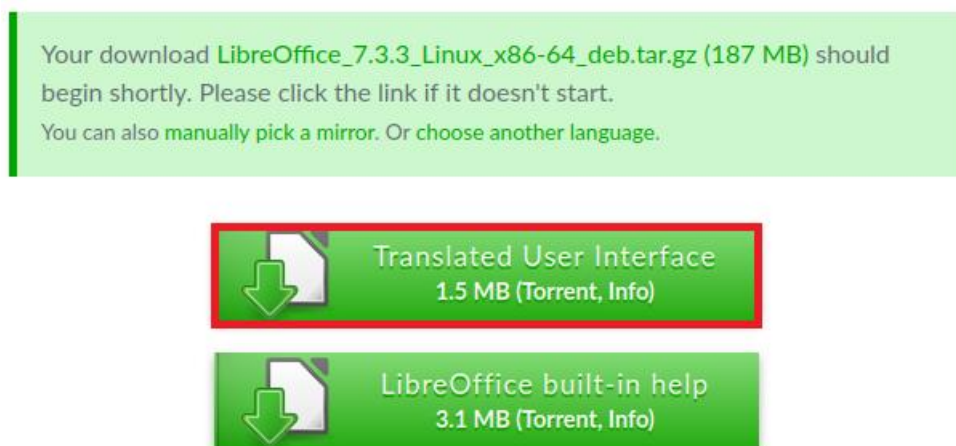 Your download LibreOffice_7.3.3_Linux_x86-64_deb.tar.gz (187 MB) should
begin shortly. Please click the link if it doesn't start.
You can also manually pick a mirror. Or choose another language.
Translated User Interface
1.5 MB (Torrent, Info)
LibreOffice built-in help
3.1 MB (Torrent, Info)